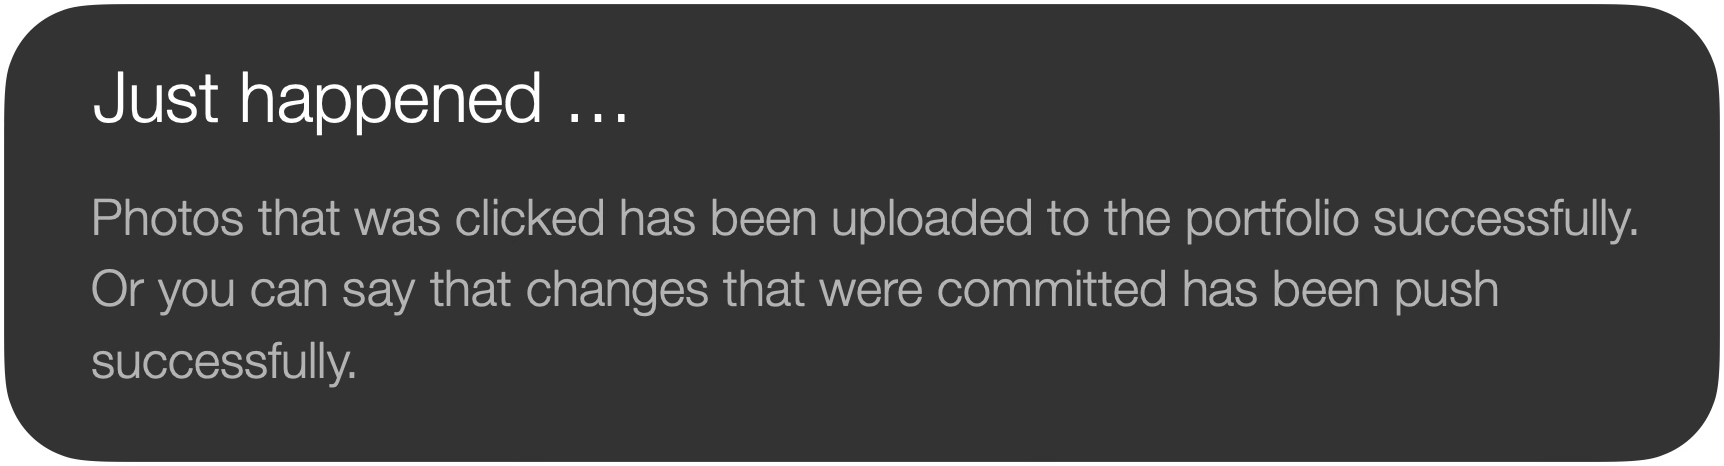 Just happened ...
Photos that was clicked has been uploaded to the portfolio successfully.
Or you can say that changes that were committed has been push
successfully.